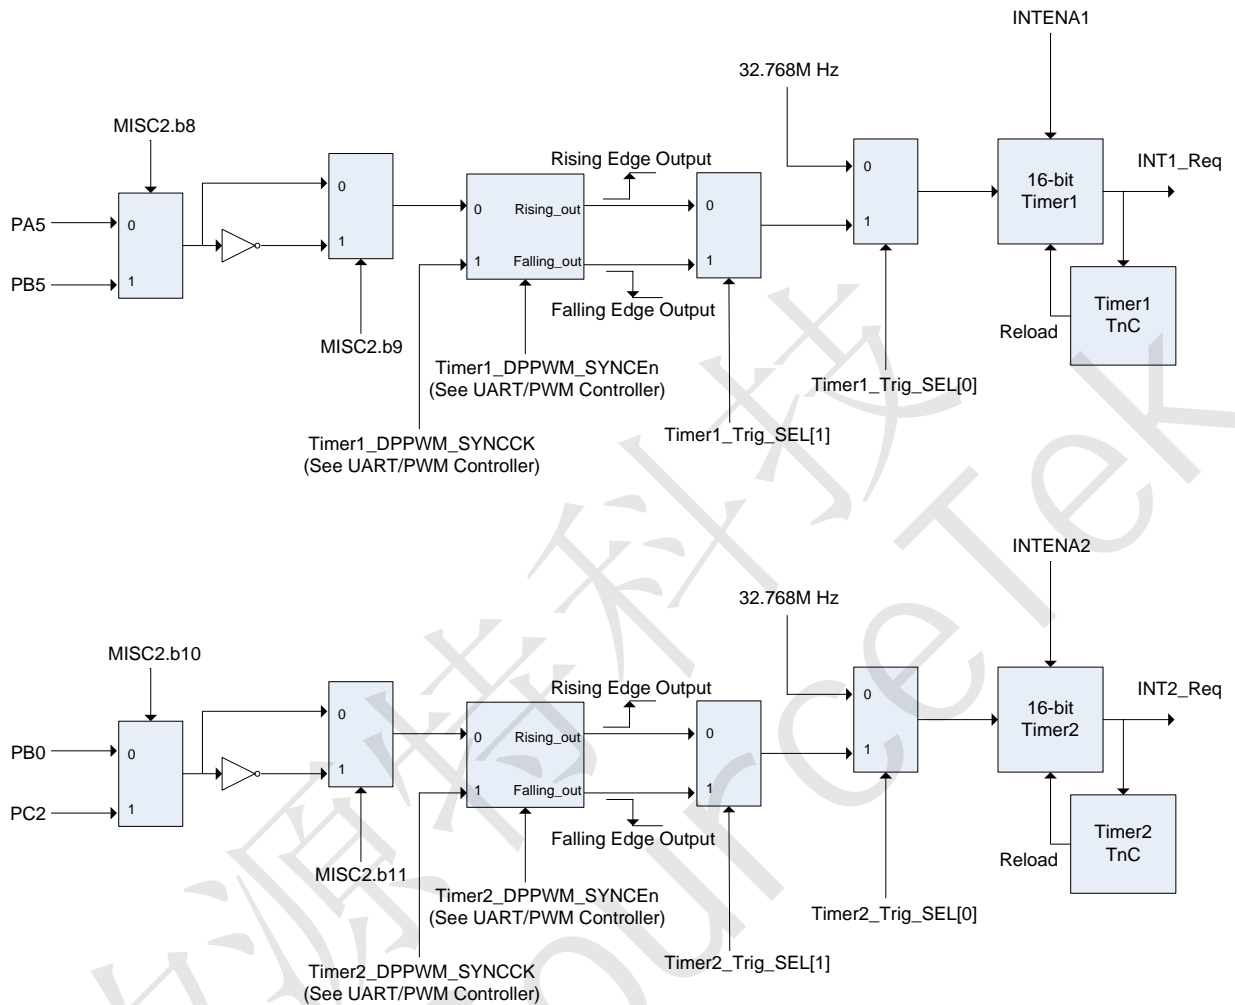 INTENA1
32.768M Hz
MISC2.b8
Rising Edge Output
INT1_Req
0
0
16-bit
Timer1
PA5
0
0
Rising_out
0
1
1
PB5
1
1
Falling_out
1
Falling Edge Output
Timer1
TnC
Reload
MISC2.b9
Timer1_DPPWM_SYNCEn
(See UART/PWM Controller)
Timer1_Trig_SEL[0]
Timer1_DPPWM_SYNCCK
(See UART/PWM Controller)
Timer1_Trig_SEL[1]
INTENA2
32.768M Hz
MISC2.b10
Rising Edge Output
INT2_Req
0
0
16-bit
Timer2
PB0
0
0
Rising_out
0
1
1
PC2
1
1
Falling_out
1
Falling Edge Output
Timer2
TnC
Reload
MISC2.b11
Timer2_DPPWM_SYNCEn
(See UART/PWM Controller)
Timer2_Trig_SEL[0]
Timer2_DPPWM_SYNCCK
(See UART/PWM Controller)
Timer2_Trig_SEL[1]
源特科技
ourceTek